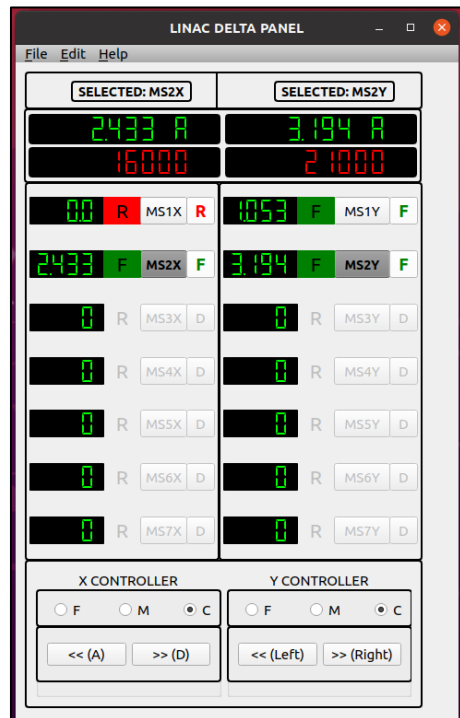 LINAC DELTA PANEL
File Edit Help
SELECTED: MS2X SELECTED: MS2Y
2.433 A 3.194 A
16000 21000
0.0 R MS1X R 1.053 F MS1Y F
2.433 F MS2X F 3.194 F MS2Y F
0 R MS3X D 0 R MS3Y D
0 R MS4X D 0 R MS4Y D
0 R MS5X D 0 R MS5Y D
0 R MS6X D 0 R MS6Y D
0 R MS7X D 0 R MS7Y D
X CONTROLLER Y CONTROLLER
F M C F M C
<< (A) >> (D) << (Left) >> (Right)